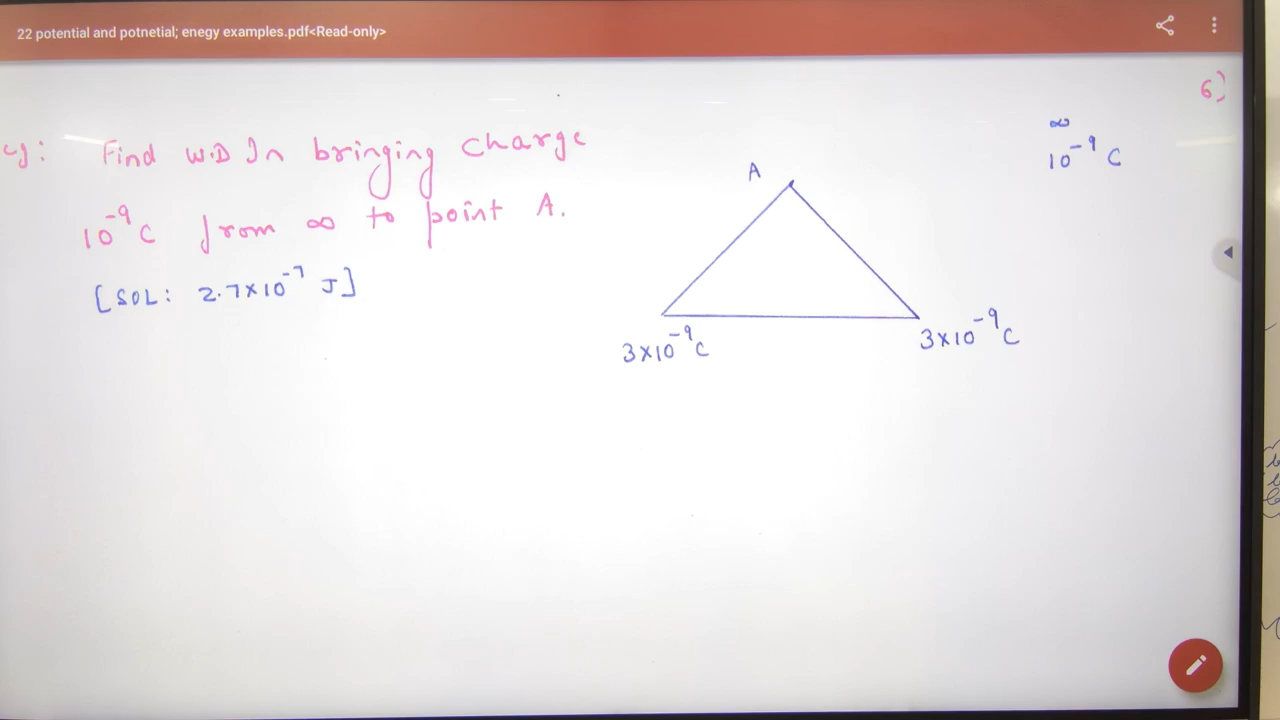 22 potential and potnetial; enegy examples.pdf<Read-only>
6)
eg: Find W.D In bringing charge
10⁻⁹C from ∞ to point A.
[SOL: 2.7×10⁻⁷ J]
∞
10⁻⁹ C
A
3×10⁻⁹C
3×10⁻⁹C